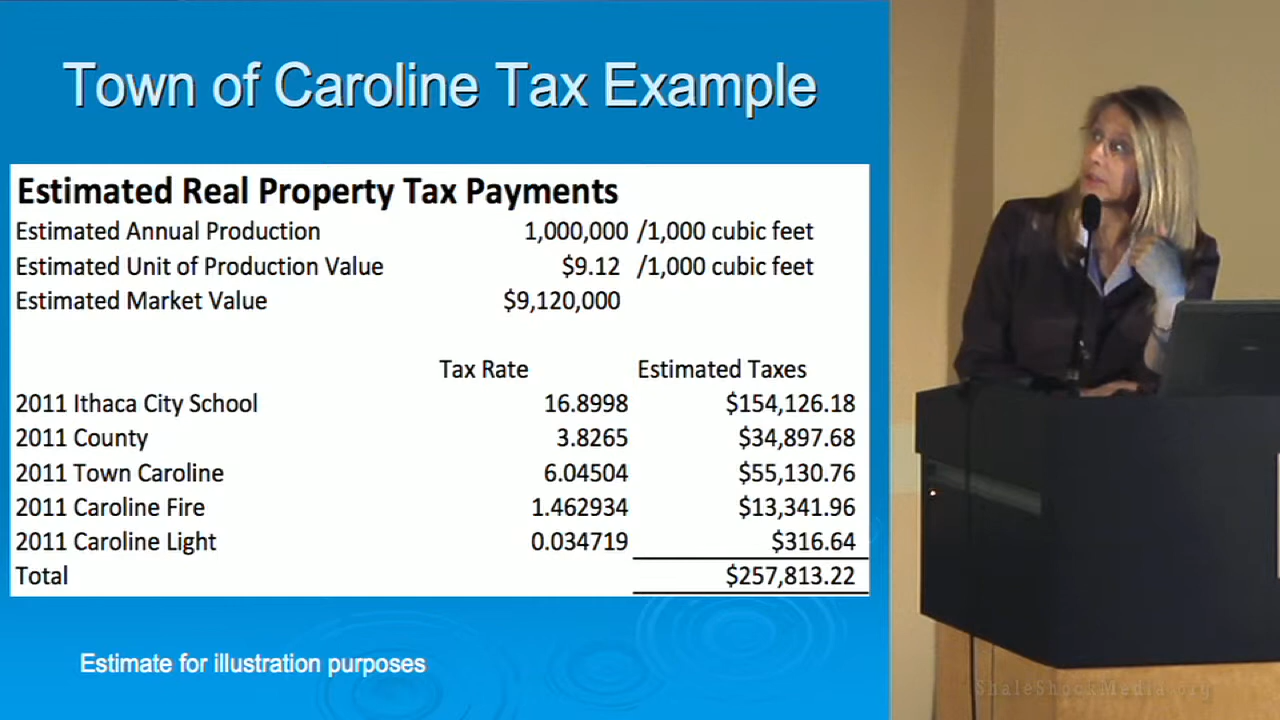 Town of Caroline Tax Example
Estimated Real Property Tax Payments
Estimated Annual Production 1,000,000 /1,000 cubic feet
Estimated Unit of Production Value $9.12 /1,000 cubic feet
Estimated Market Value $9,120,000
Tax Rate Estimated Taxes
2011 Ithaca City School 16.8998 $154,126.18
2011 County 3.8265 $34,897.68
2011 Town Caroline 6.04504 $55,130.76
2011 Caroline Fire 1.462934 $13,341.96
2011 Caroline Light 0.034719 $316.64
Total $257,813.22
Estimate for illustration purposes
ShaleShockMedia.org